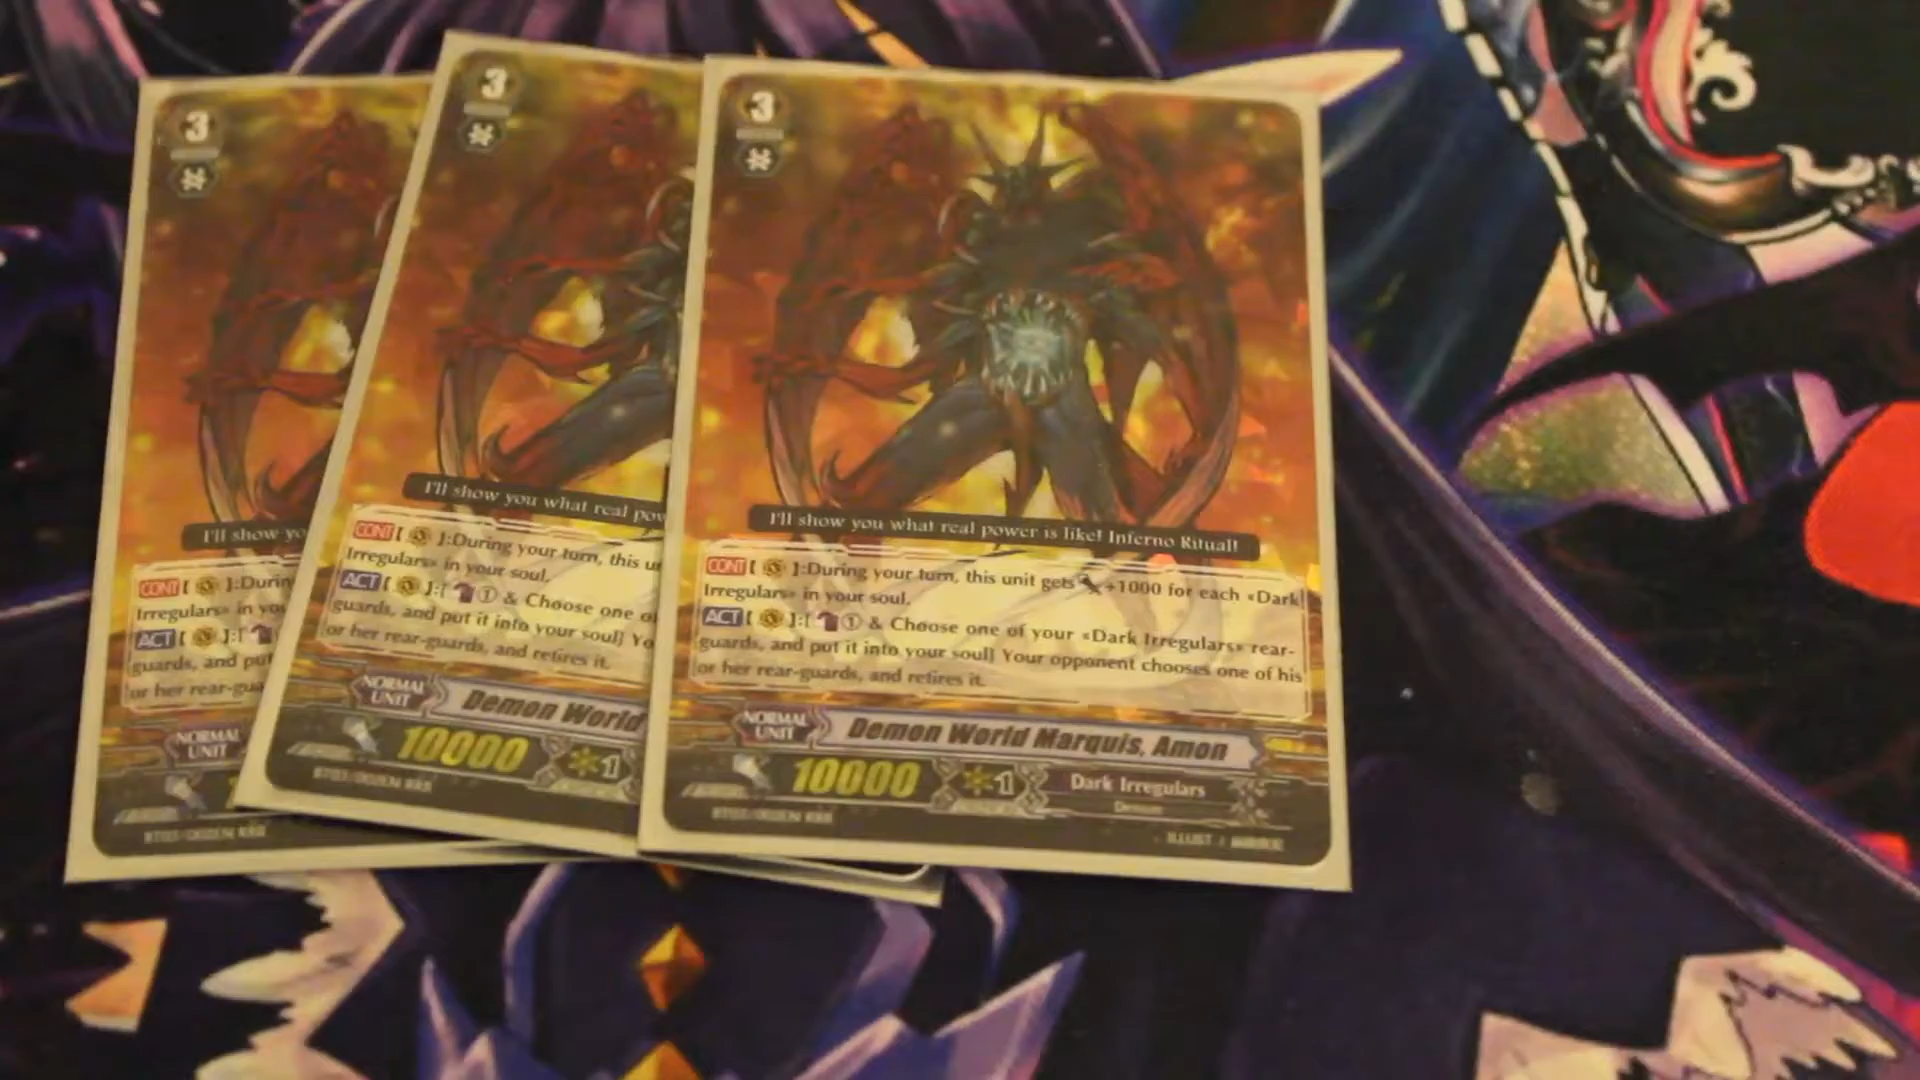 3
I'll show yo
CONT[ ]:Durin
Irregulars» in yo
ACT[ ]:[
guards, and put
or her rear-gua
NORMAL
UNIT
3
I'll show you what real pow
CONT[ ]:During your turn, this u
Irregulars» in your soul.
ACT[ ]:[ ① & Choose one o
guards, and put it into your soul] Yo
or her rear-guards, and retires it.
NORMAL
UNIT
Demon World
10000
1
3
I'll show you what real power is like! Inferno Ritual!
CONT[ ]:During your turn, this unit gets +1000 for each «Dark
Irregulars» in your soul.
ACT[ ]:[ ① & Choose one of your «Dark Irregulars» rear-
guards, and put it into your soul] Your opponent chooses one of his
or her rear-guards, and retires it.
NORMAL
UNIT
Demon World Marquis, Amon
10000
1
Dark Irregulars
Demon
ILLUST /